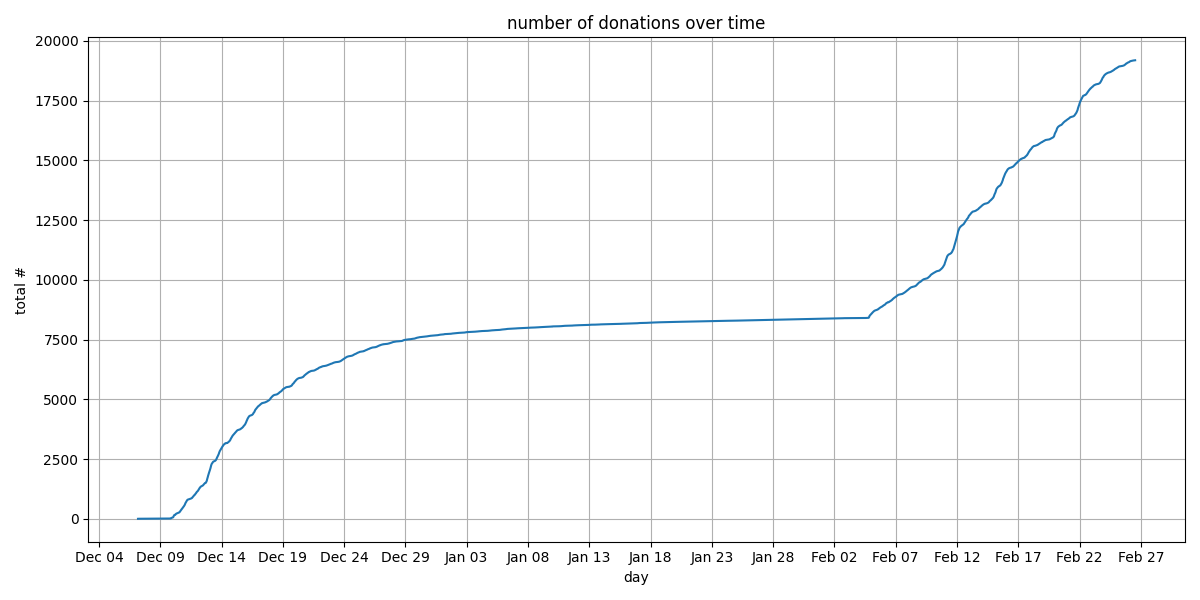 number of donations over time
total #
20000
17500
15000
12500
10000
7500
5000
2500
0
Dec 04 Dec 09 Dec 14 Dec 19 Dec 24 Dec 29 Jan 03 Jan 08 Jan 13 Jan 18 Jan 23 Jan 28 Feb 02 Feb 07 Feb 12 Feb 17 Feb 22 Feb 27
day